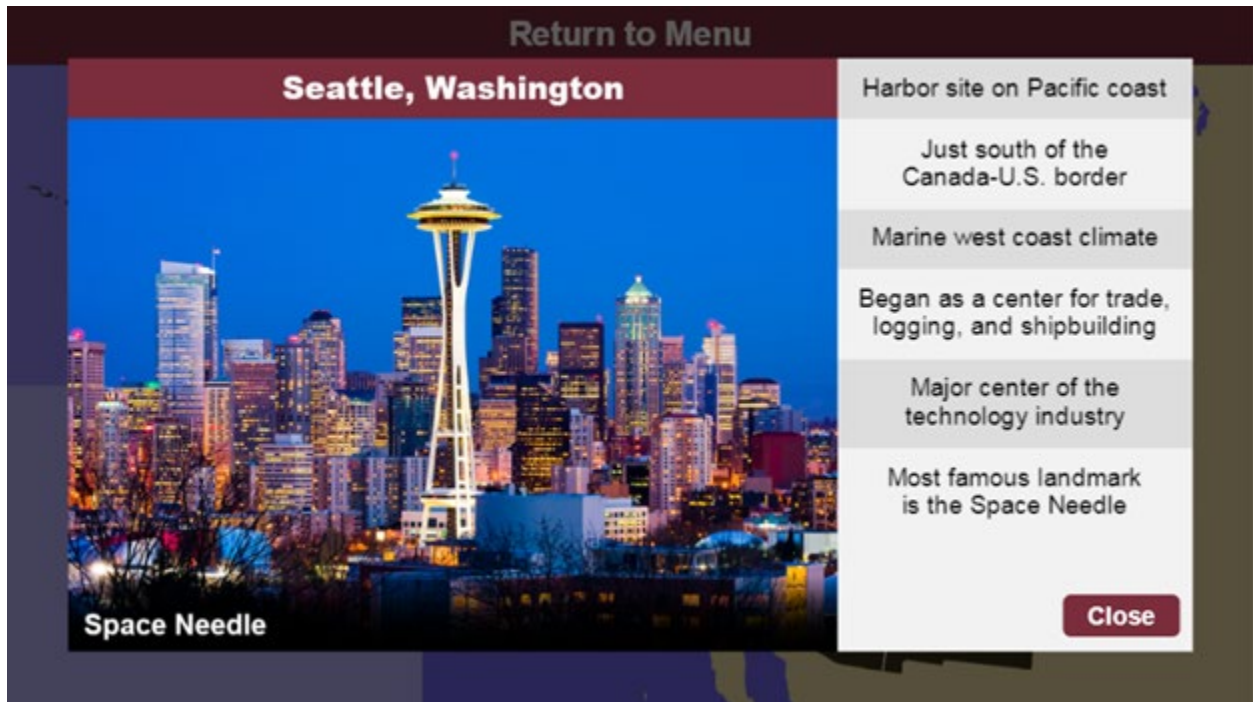 Return to Menu
Seattle, Washington
Harbor site on Pacific coast
Just south of the
Canada-U.S. border
Marine west coast climate
Began as a center for trade,
logging, and shipbuilding
Major center of the
technology industry
Most famous landmark
is the Space Needle
Space Needle
Close